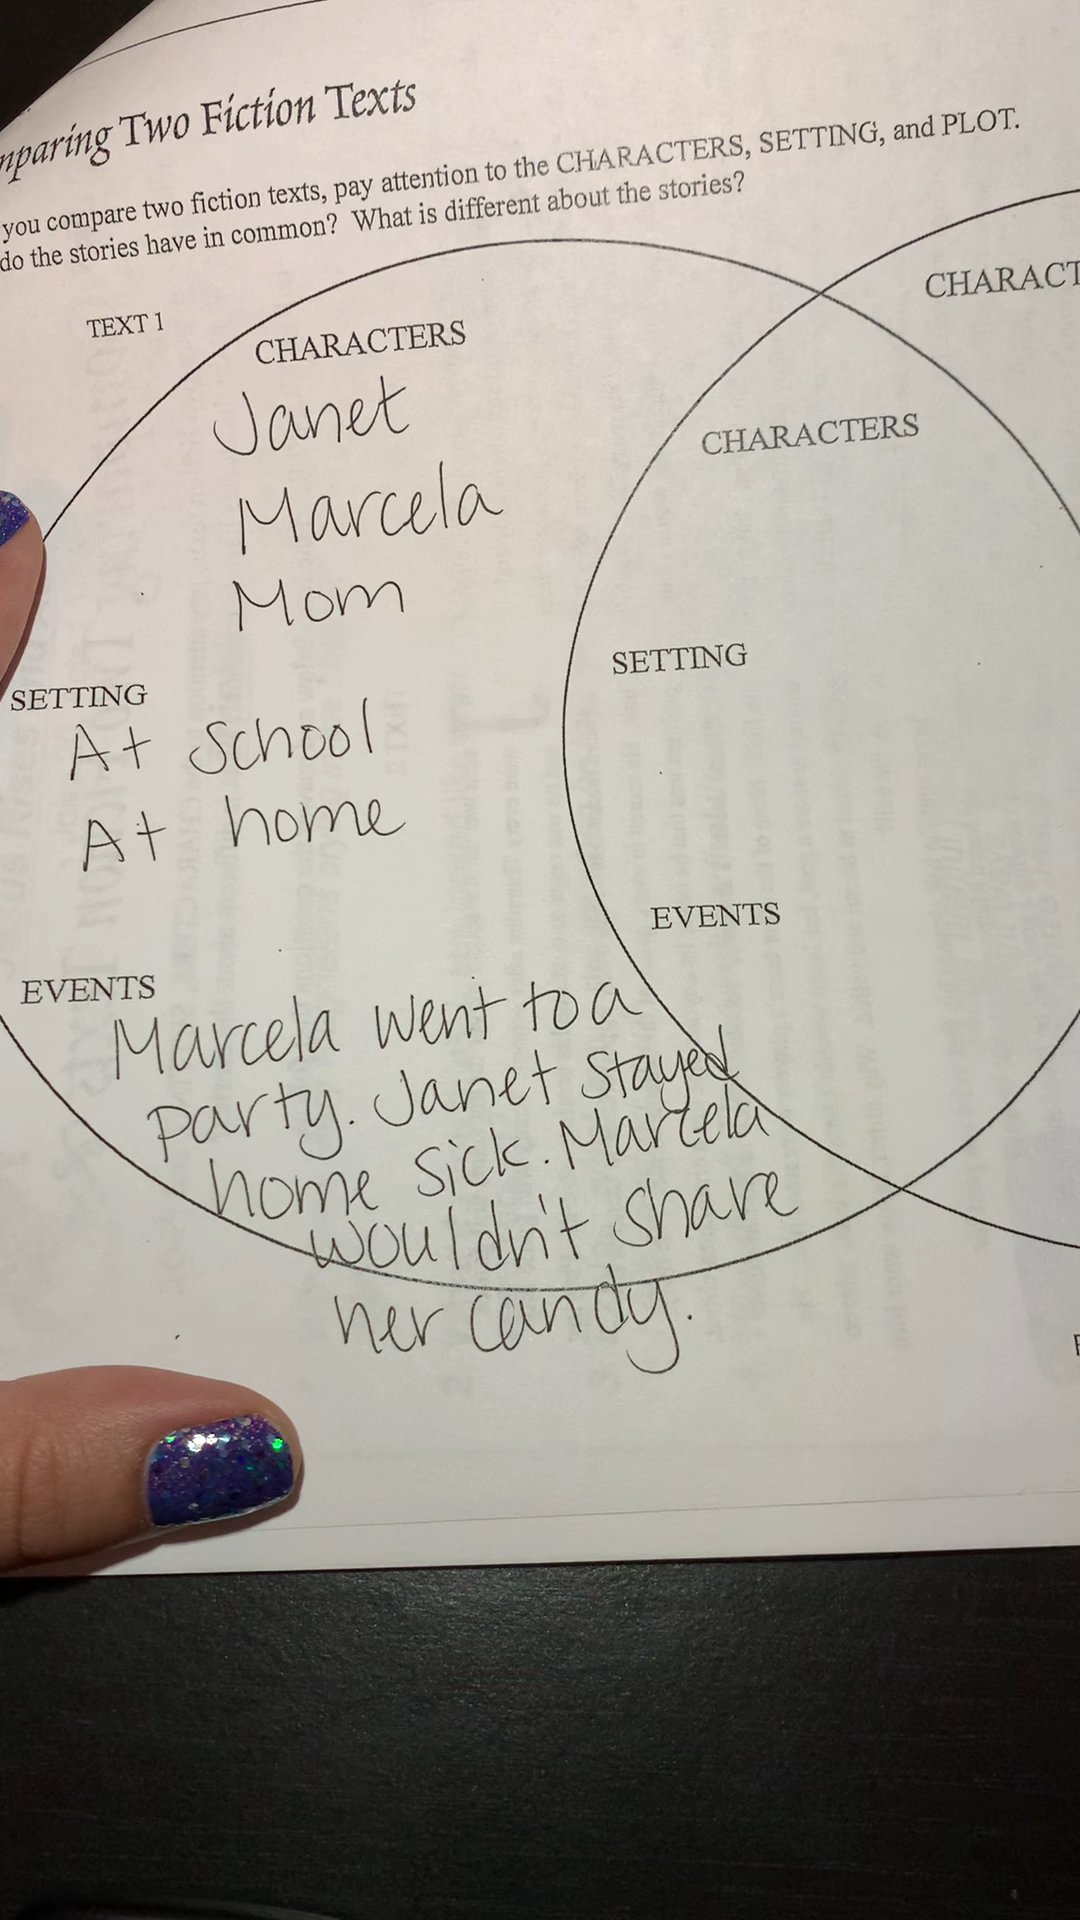 Two Fiction Texts
you compare two fiction texts, pay attention to the CHARACTERS, SETTING, and PLOT.
do the stories have in common? What is different about the stories?
TEXT 1
CHARACTERS
Janet
Marcela
Mom
SETTING
At school
At home
EVENTS
Marcela went to a
party. Janet stayed
home sick. Marcela
wouldn't share
her candy.
CHARACTERS
SETTING
EVENTS
CHARACT